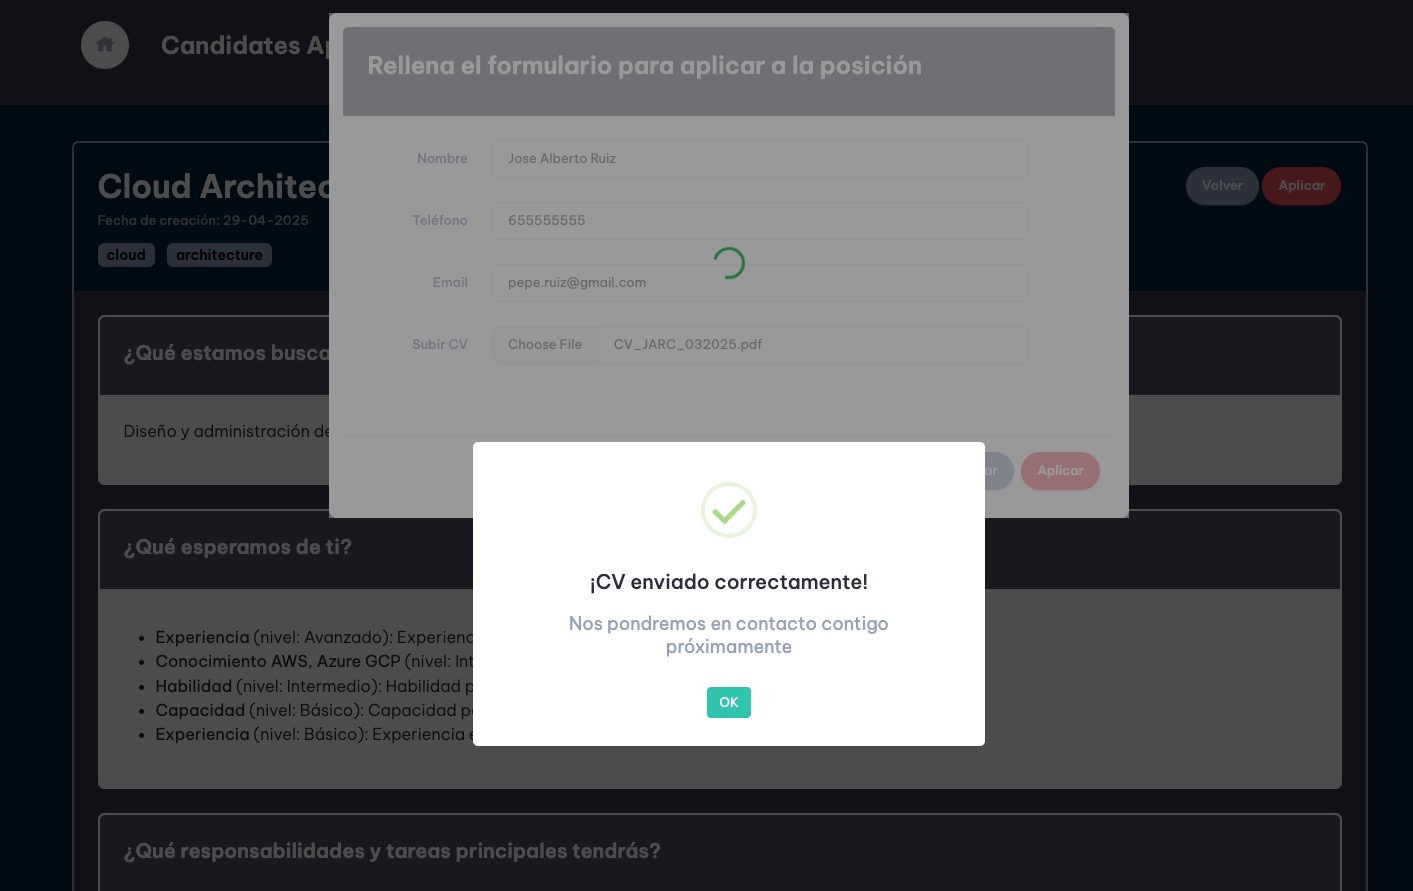 Candidates Ap
Rellena el formulario para aplicar a la posición
Nombre
Jose Alberto Ruiz
Teléfono
655555555
Email
pepe.ruiz@gmail.com
Subir CV
Choose File
CV_JARC_032025.pdf
ar
Aplicar
Cloud Architec
Fecha de creación: 29-04-2025
cloud
architecture
Volver
Aplicar
¿Qué estamos busca
Diseño y administración de
¿Qué esperamos de ti?
Experiencia (nivel: Avanzado): Experienc
Conocimiento AWS, Azure GCP (nivel: Int
Habilidad (nivel: Intermedio): Habilidad p
Capacidad (nivel: Básico): Capacidad pa
Experiencia (nivel: Básico): Experiencia e
¡CV enviado correctamente!
Nos pondremos en contacto contigo
próximamente
OK
¿Qué responsabilidades y tareas principales tendrás?